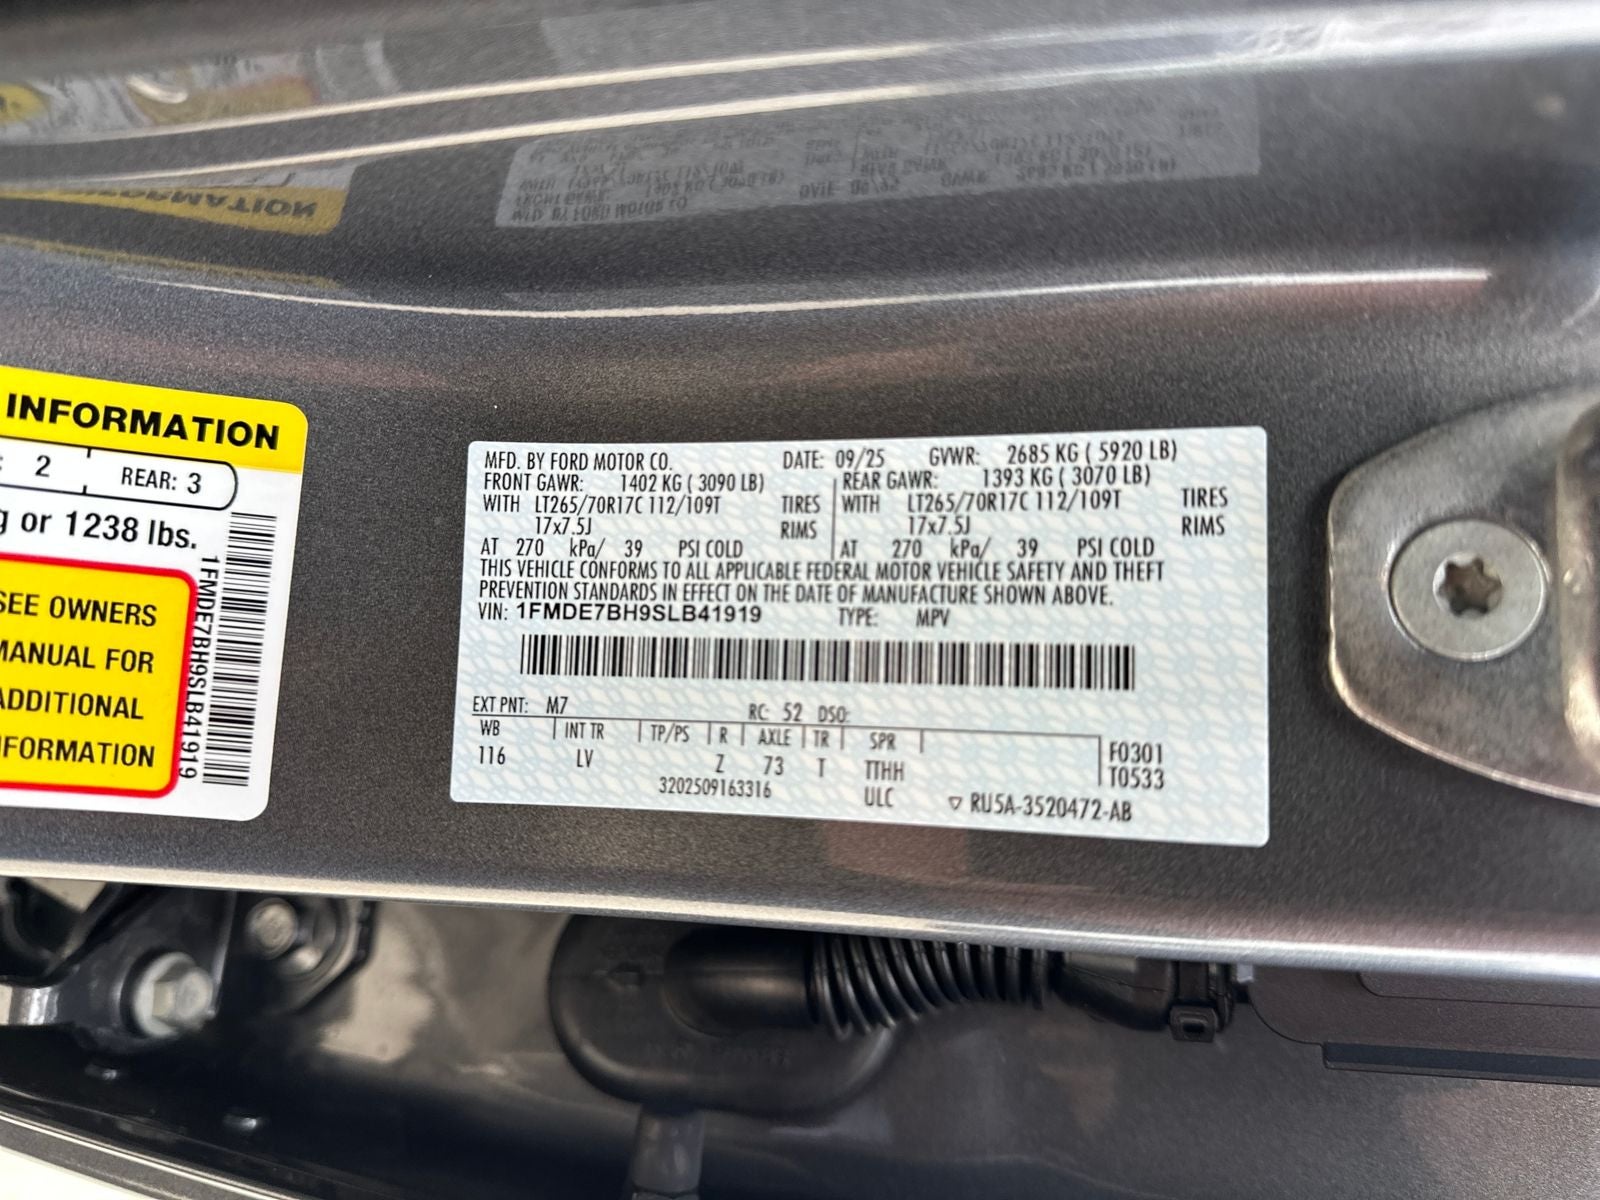 INFORMATION
2 REAR: 3
g or 1238 lbs.
SEE OWNERS
MANUAL FOR
ADDITIONAL
INFORMATION
1FMDE7BH9SLB41919
MFD. BY FORD MOTOR CO. DATE: 09/25 GVWR: 2685 KG ( 5920 LB)
FRONT GAWR: 1402 KG ( 3090 LB) REAR GAWR: 1393 KG ( 3070 LB)
WITH LT265/70R17C 112/109T TIRES WITH LT265/70R17C 112/109T TIRES
17x7.5J RIMS 17x7.5J RIMS
AT 270 kPa/ 39 PSI COLD AT 270 kPa/ 39 PSI COLD
THIS VEHICLE CONFORMS TO ALL APPLICABLE FEDERAL MOTOR VEHICLE SAFETY AND THEFT
PREVENTION STANDARDS IN EFFECT ON THE DATE OF MANUFACTURE SHOWN ABOVE.
VIN: 1FMDE7BH9SLB41919 TYPE: MPV
EXT PNT: M7 RC: 52 DSO:
WB INT TR TP/PS R AXLE TR SPR F0301
116 LV Z 73 T TTHH T0533
3202509163316 ULC ▽ RU5A-3520472-AB